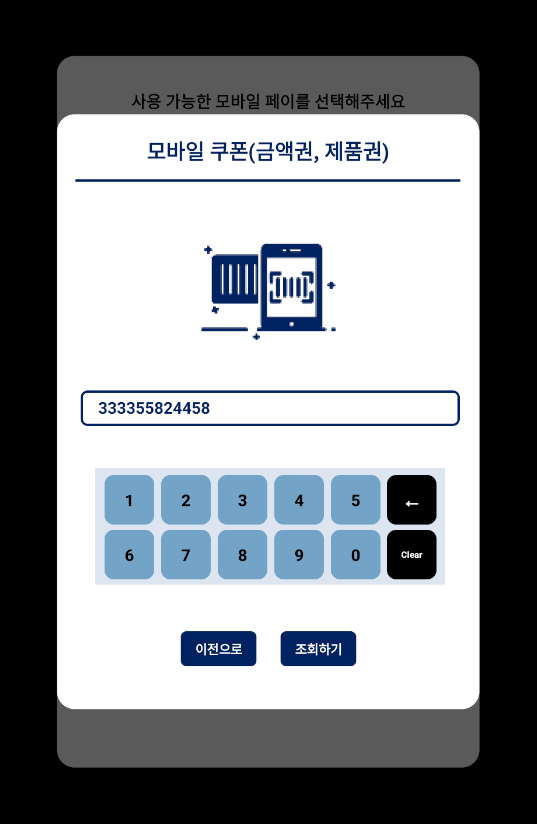 사용 가능한 모바일 페이를 선택해주세요
모바일 쿠폰(금액권, 제품권)
333355824458
1 2 3 4 5 ←
6 7 8 9 0 Clear
이전으로 조회하기